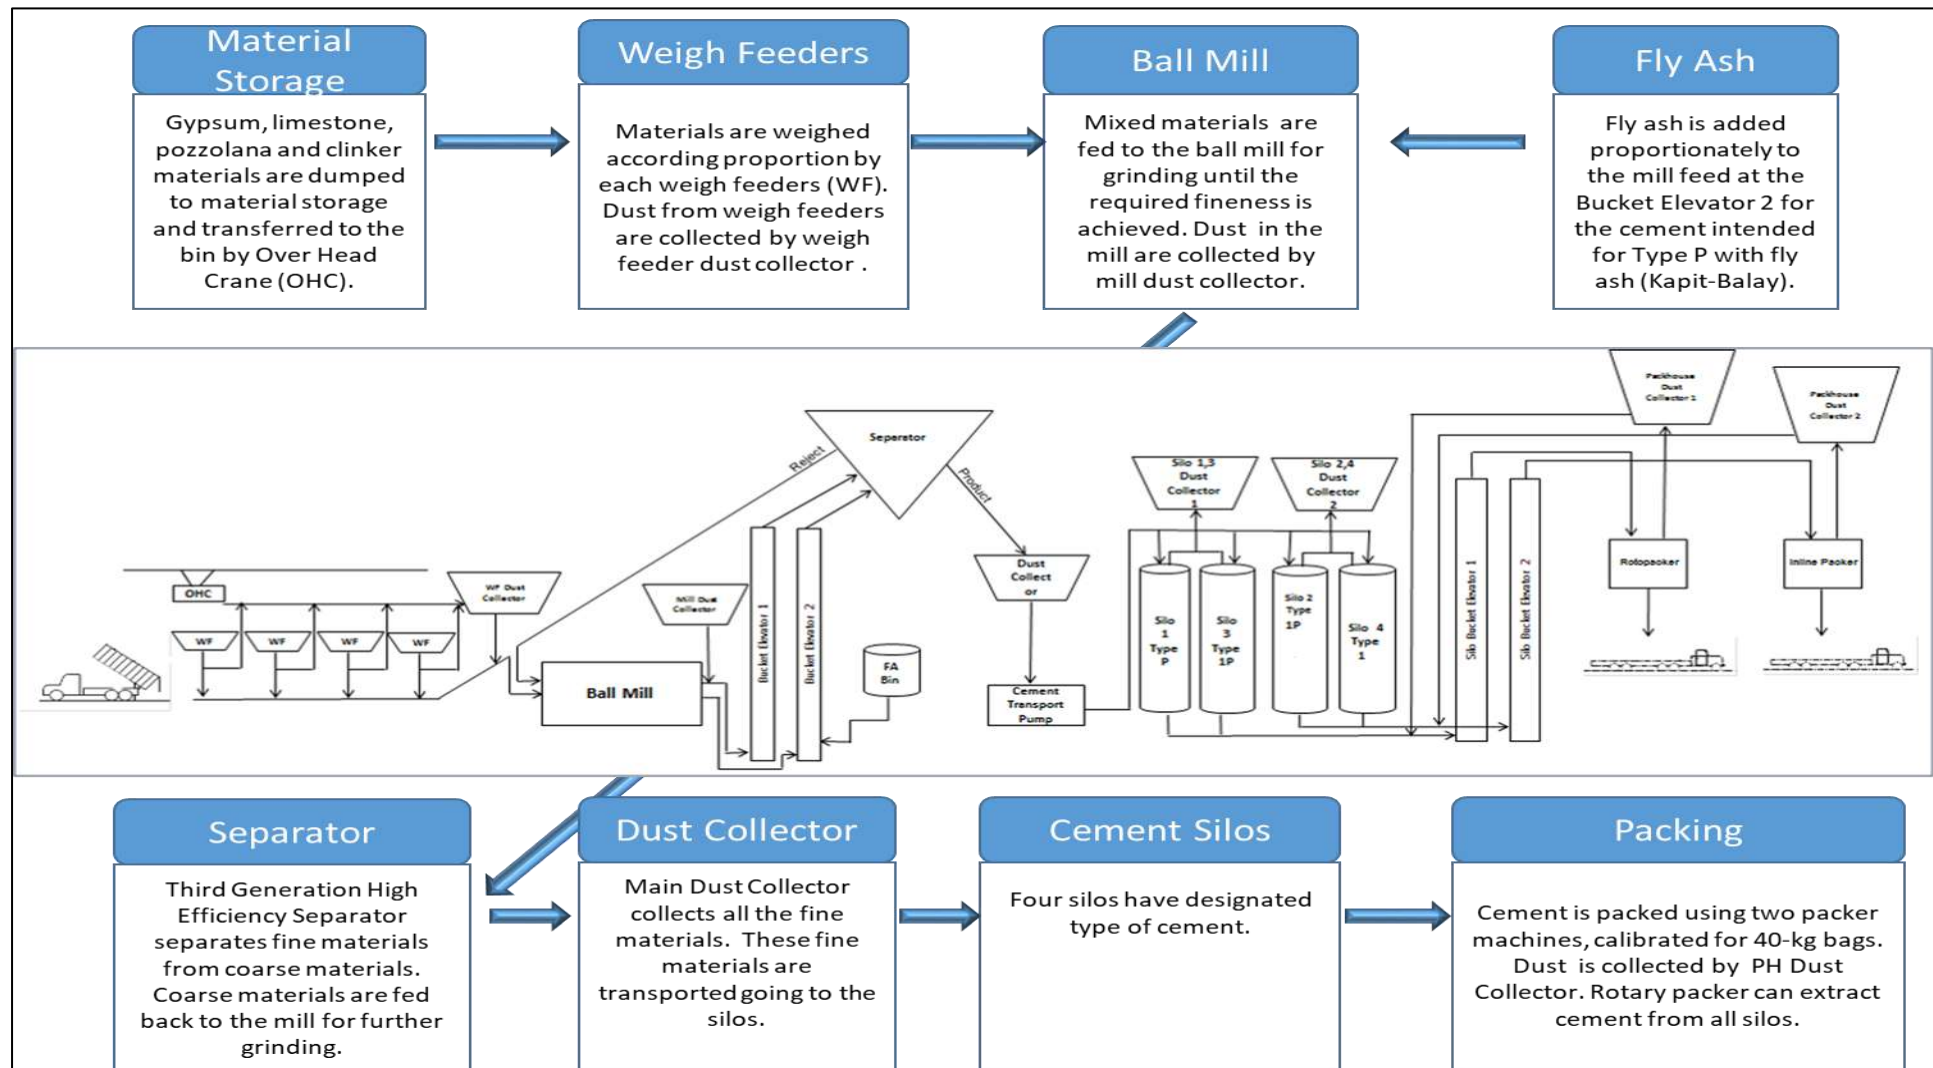 Material
Storage
Gypsum, limestone,
pozzolana and clinker
materials are dumped
to material storage
and transferred to the
bin by Over Head
Crane (OHC).
Weigh Feeders
Materials are weighed
according proportion by
each weigh feeders (WF).
Dust from weigh feeders
are collected by weigh
feeder dust collector .
Ball Mill
Mixed materials are
fed to the ball mill for
grinding until the
required fineness is
achieved. Dust in the
mill are collected by
mill dust collector.
Fly Ash
Fly ash is added
proportionately to
the mill feed at the
Bucket Elevator 2 for
the cement intended
for Type P with fly
ash (Kapit-Balay).
OHC
WF
WF
WF
WF
WF Dust
Collector
Reject
Separator
Product
Mill Dust
Collector
Ball Mill
Bucket Elevator 1
Bucket Elevator 2
FA
Bin
Dust
Collect
or
Cement
Transport
Pump
Silo 1,3
Dust
Collector
1
Silo 2,4
Dust
Collector
2
Silo
1
Type
P
Silo
3
Type
1P
Silo 2
Type
1P
Silo 4
Type
1
Silo Bucket Elevator 1
Silo Bucket Elevator 2
Packhouse
Dust
Collector 1
Packhouse
Dust
Collector 2
Rotopacker
Inline Packer
Separator
Third Generation High
Efficiency Separator
separates fine materials
from coarse materials.
Coarse materials are fed
back to the mill for further
grinding.
Dust Collector
Main Dust Collector
collects all the fine
materials. These fine
materials are
transported going to the
silos.
Cement Silos
Four silos have designated
type of cement.
Packing
Cement is packed using two packer
machines, calibrated for 40-kg bags.
Dust is collected by PH Dust
Collector. Rotary packer can extract
cement from all silos.